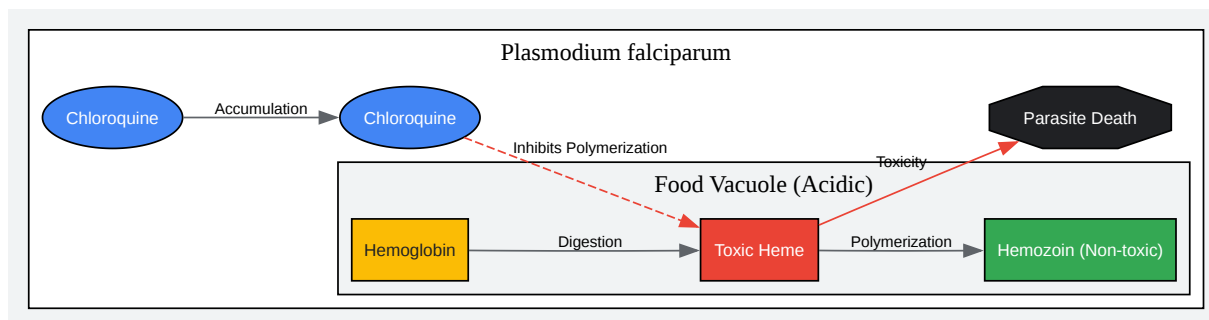 Plasmodium falciparum
Chloroquine
Accumulation
Chloroquine
Parasite Death
Inhibits Polymerization
Toxicity
Food Vacuole (Acidic)
Hemoglobin
Digestion
Toxic Heme
Polymerization
Hemozoin (Non-toxic)